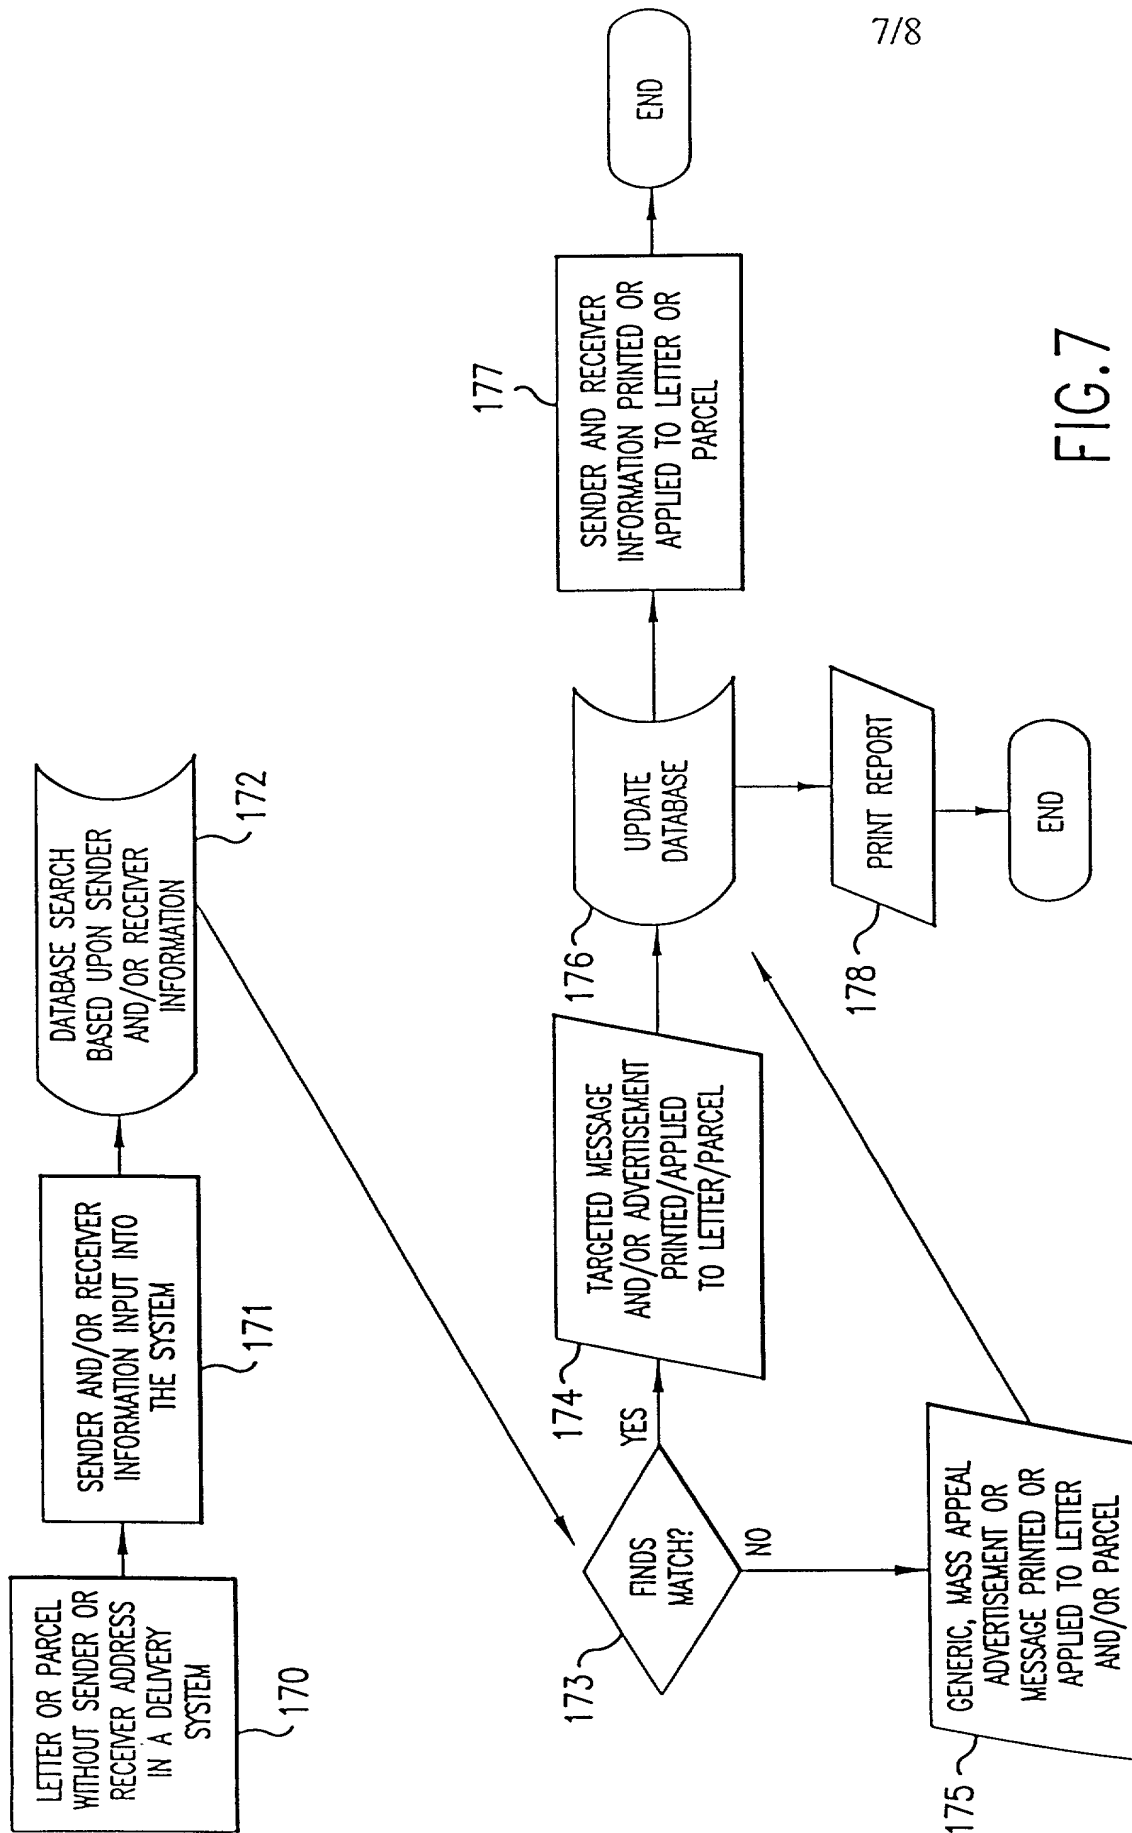 7/8
LETTER OR PARCEL
WITHOUT SENDER OR
RECEIVER ADDRESS
IN A DELIVERY
SYSTEM
170
SENDER AND/OR RECEIVER
INFORMATION INPUT INTO
THE SYSTEM
171
DATABASE SEARCH
BASED UPON SENDER
AND/OR RECEIVER
INFORMATION
172
FINDS
MATCH?
173
YES
NO
174
TARGETED MESSAGE
AND/OR ADVERTISEMENT
PRINTED/APPLIED
TO LETTER/PARCEL
175
GENERIC, MASS APPEAL
ADVERTISEMENT OR
MESSAGE PRINTED OR
APPLIED TO LETTER
AND/OR PARCEL
176
UPDATE
DATABASE
177
SENDER AND RECEIVER
INFORMATION PRINTED OR
APPLIED TO LETTER OR
PARCEL
END
178
PRINT REPORT
END
FIG.7